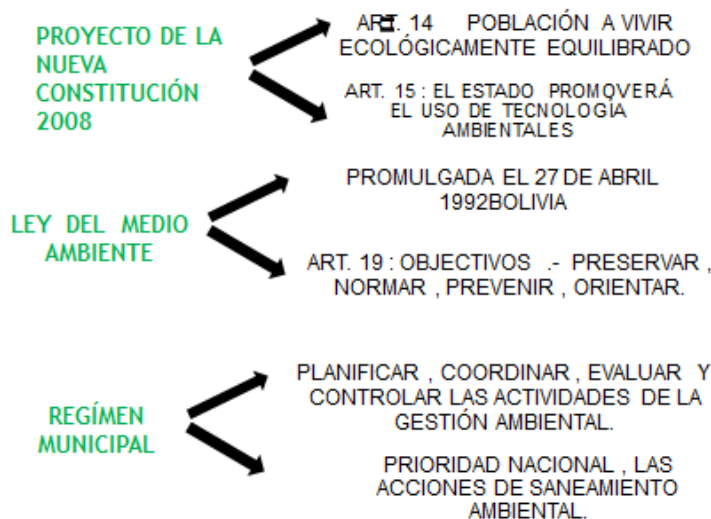 PROYECTO DE LA
NUEVA
CONSTITUCIÓN
2008
ART. 14 POBLACIÓN A VIVIR
ECOLÓGICAMENTE EQUILIBRADO
ART. 15 : EL ESTADO PROMOVERÁ
EL USO DE TECNOLOGÍA
AMBIENTALES
LEY DEL MEDIO
AMBIENTE
PROMULGADA EL 27 DE ABRIL
1992BOLIVIA
ART. 19 : OBJECTIVOS .- PRESERVAR ,
NORMAR , PREVENIR , ORIENTAR.
REGÍMEN
MUNICIPAL
PLANIFICAR , COORDINAR , EVALUAR Y
CONTROLAR LAS ACTIVIDADES DE LA
GESTIÓN AMBIENTAL.
PRIORIDAD NACIONAL , LAS
ACCIONES DE SANEAMIENTO
AMBIENTAL.